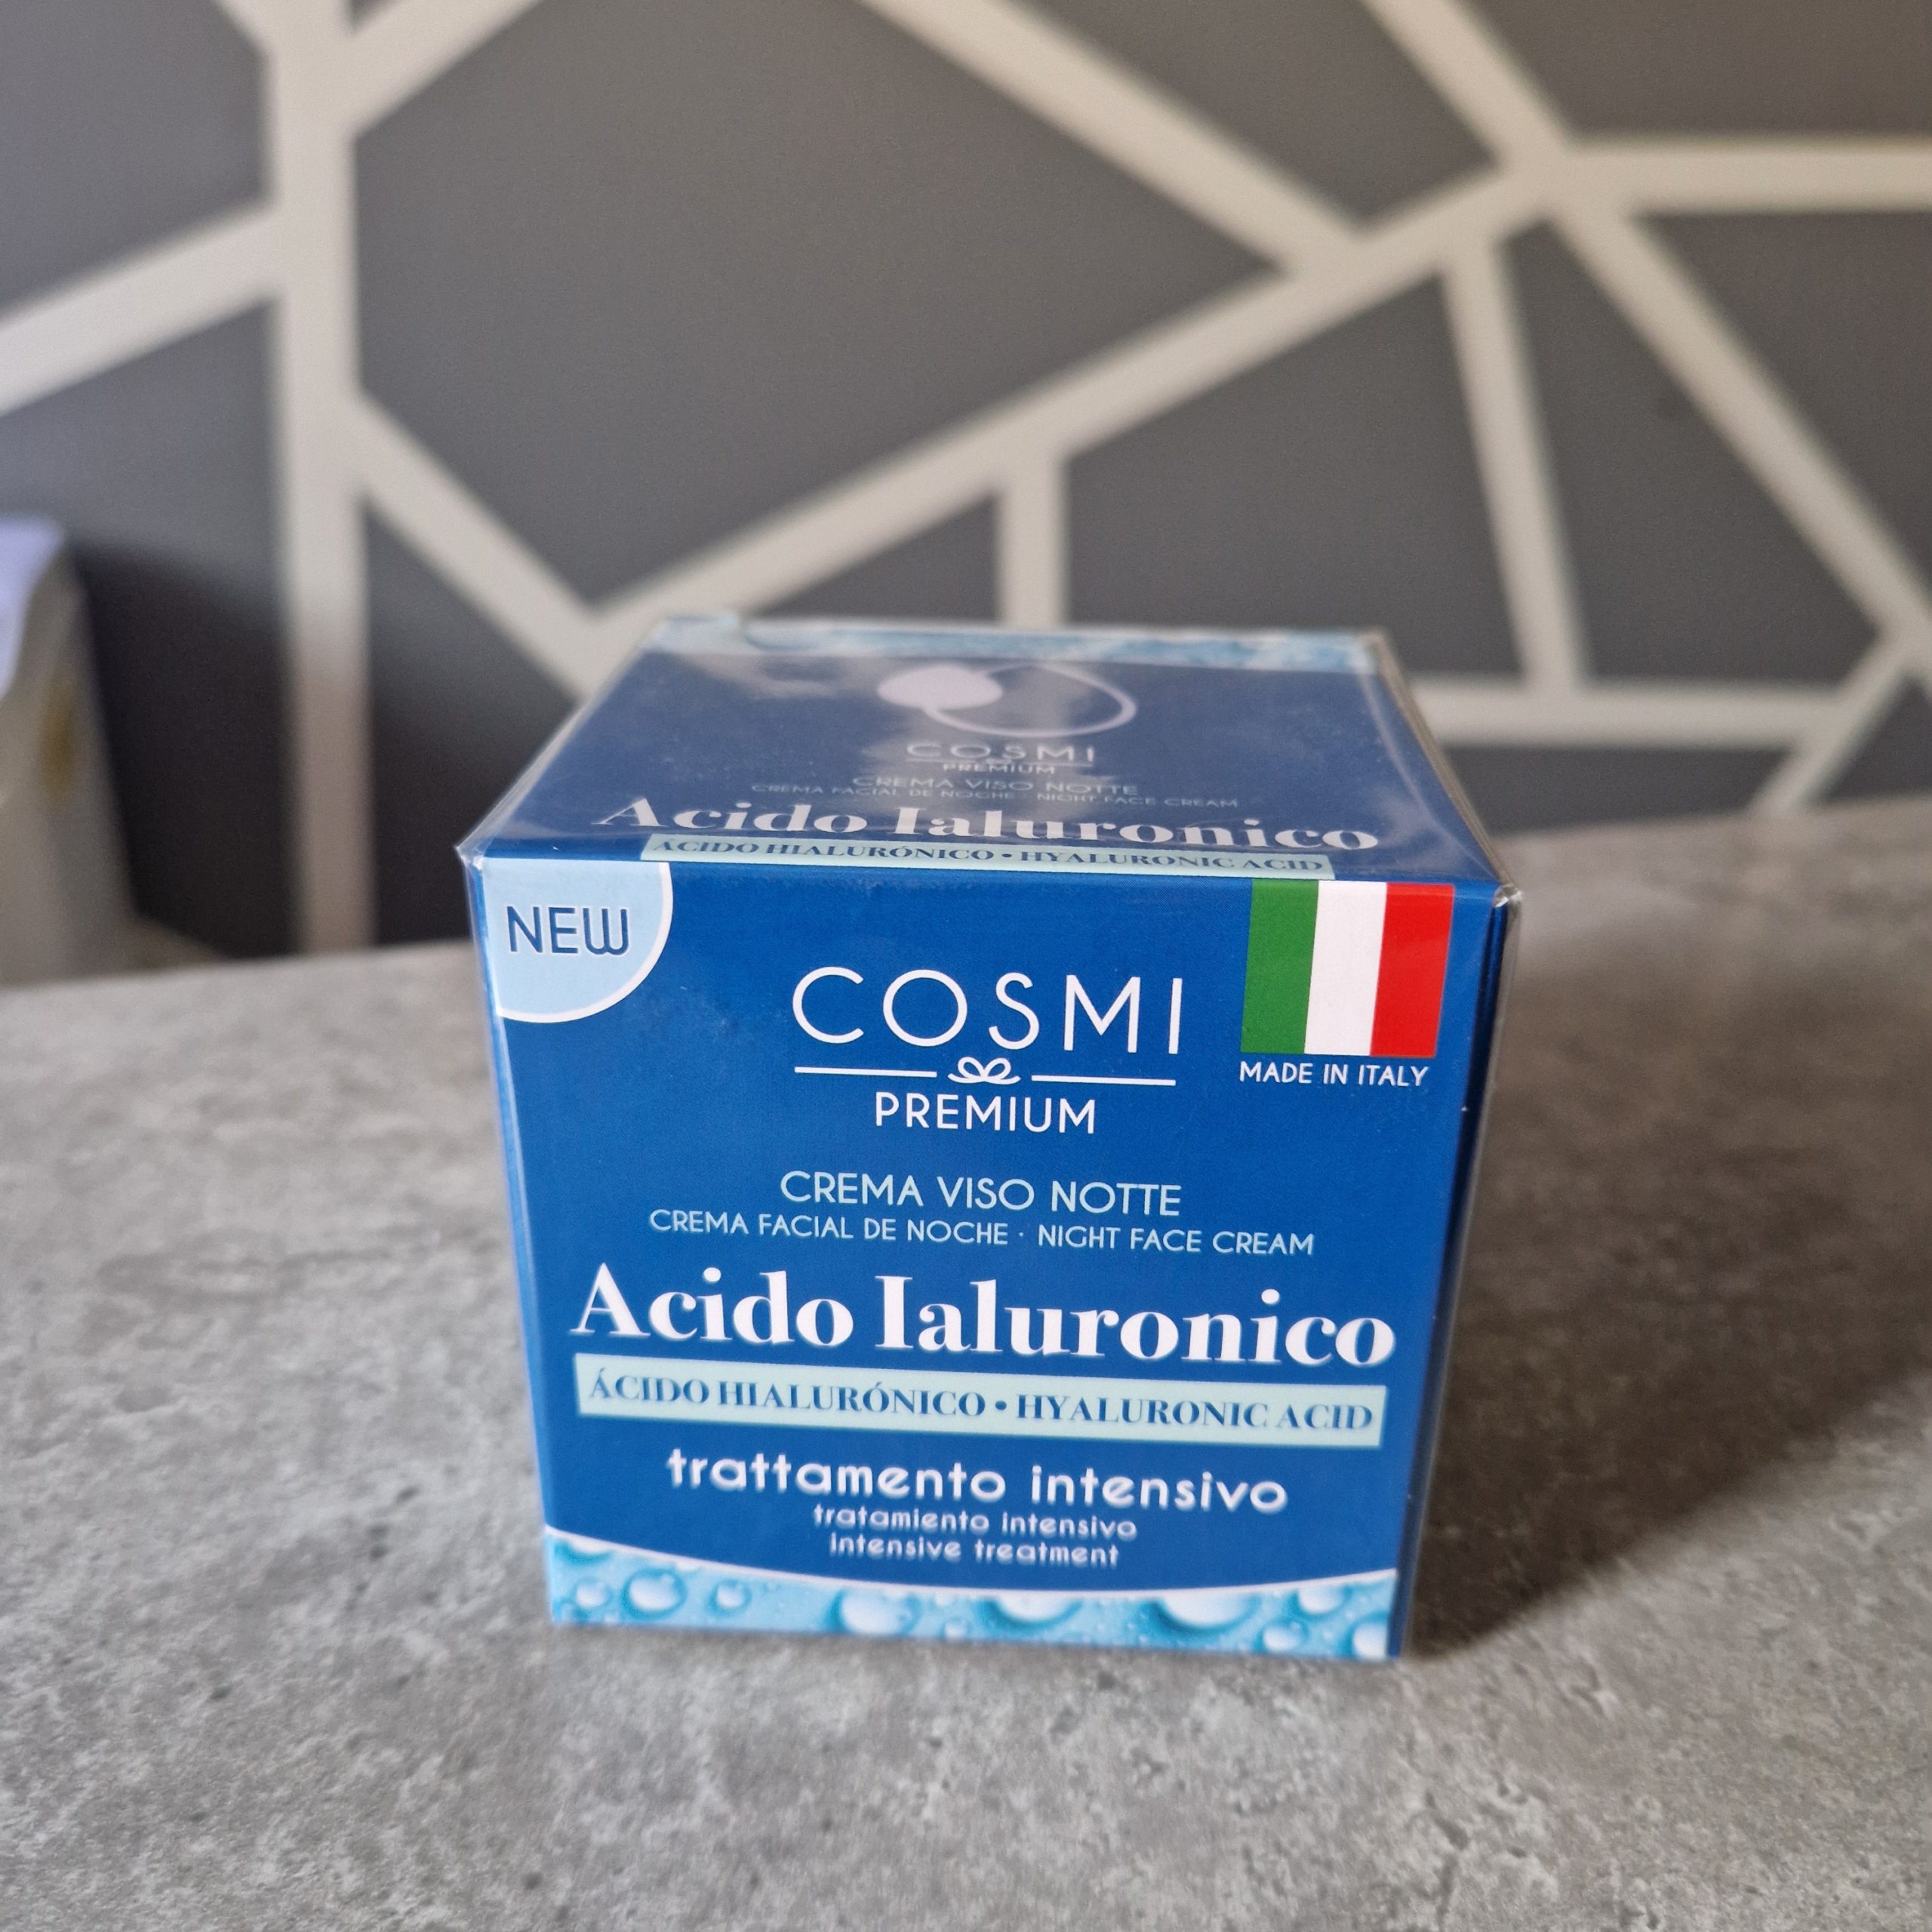 COSMI
PREMIUM
CREMA VISO NOTTE
CREMA FACIAL DE NOCHE · NIGHT FACE CREAM
Acido Ialuronico
ÁCIDO HIALURÓNICO • HYALURONIC ACID
NEW
COSMI
PREMIUM
MADE IN ITALY
CREMA VISO NOTTE
CREMA FACIAL DE NOCHE · NIGHT FACE CREAM
Acido Ialuronico
ÁCIDO HIALURÓNICO • HYALURONIC ACID
trattamento intensivo
tratamiento intensivo
intensive treatment